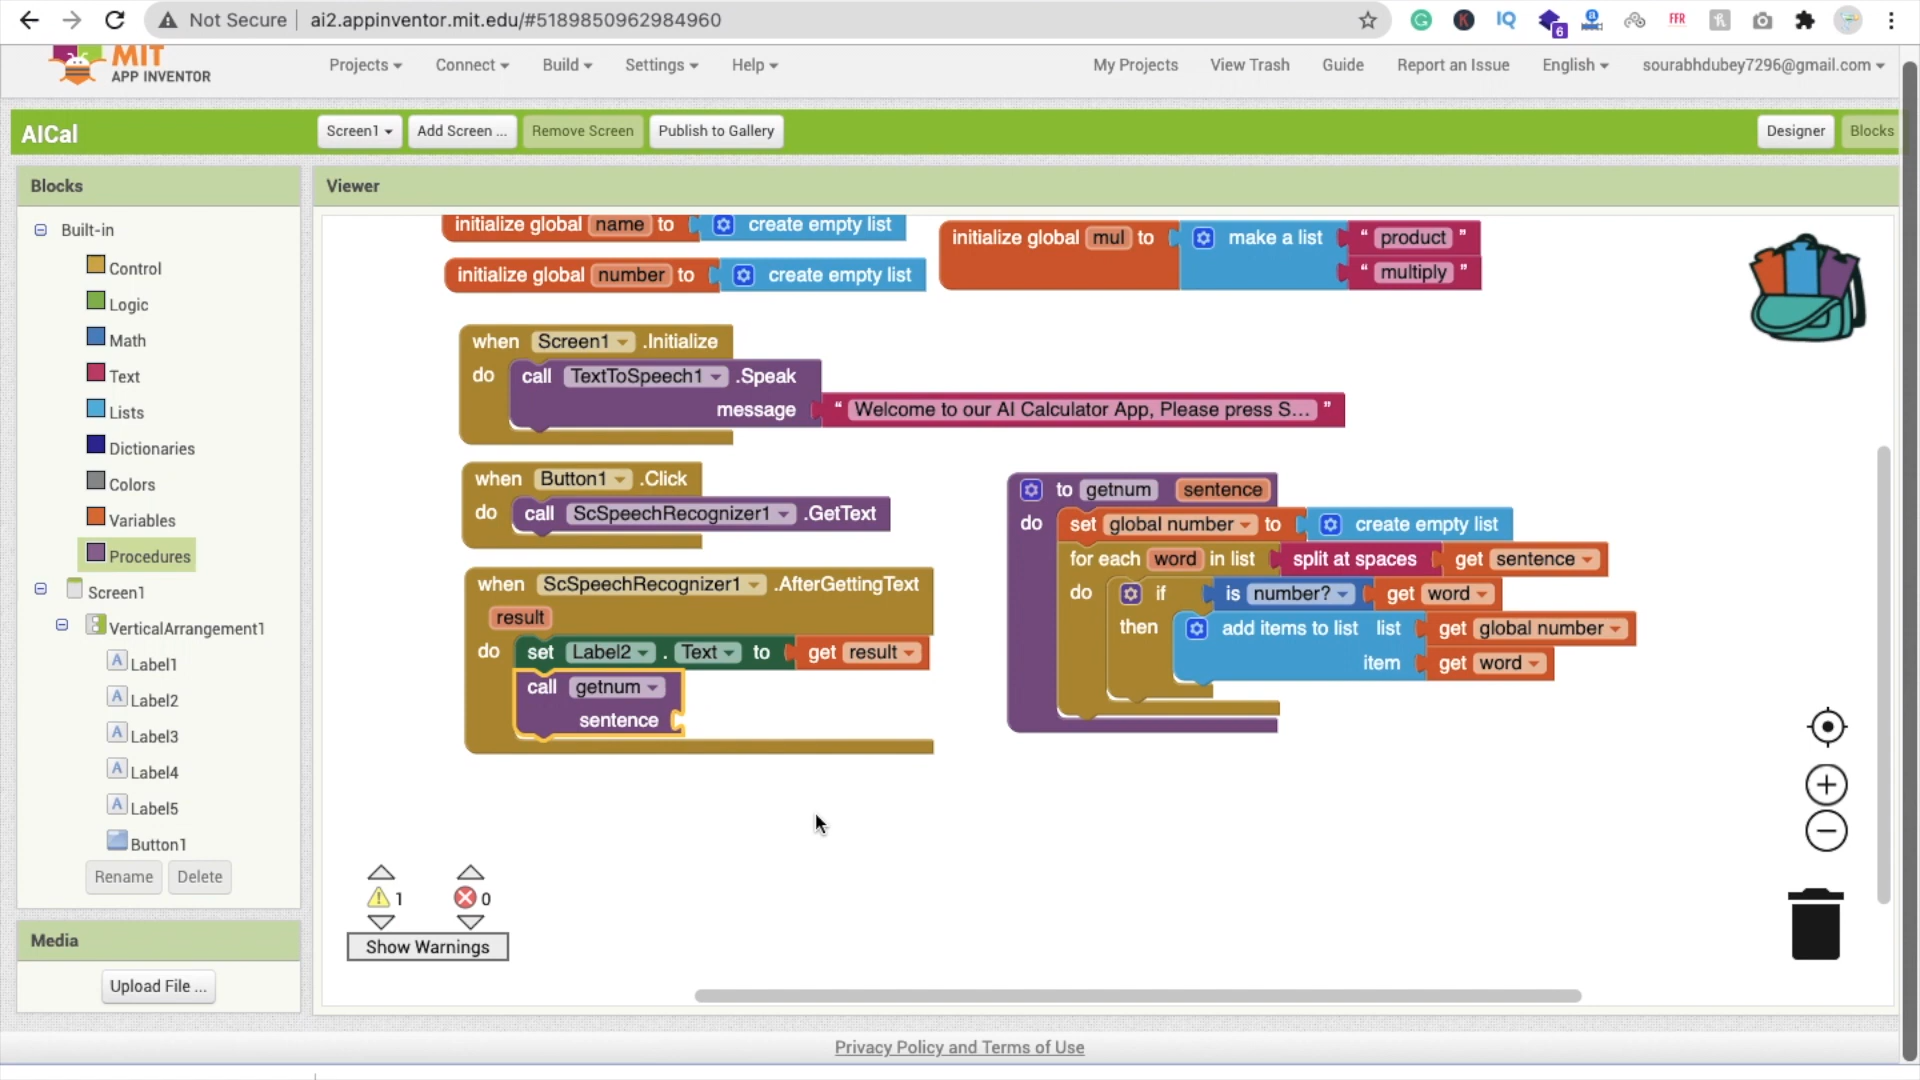 Not Secure
ai2.appinventor.mit.edu/#5189850962984960
IQ
6
a
FFR
MIT
APP INVENTOR
Projects
Connect
Build
Settings
Help
My Projects
View Trash
Guide
Report an Issue
English
sourabhdubey7296@gmail.com
AICal
Screen1
Add Screen ...
Remove Screen
Publish to Gallery
Designer
Blocks
Blocks
Viewer
Built-in
Control
Logic
Math
Text
Lists
Dictionaries
Colors
Variables
Procedures
Screen1
VerticalArrangement1
A Label1
A Label2
A Label3
A Label4
A Label5
Button1
Rename
Delete
Media
Upload File ...
initialize global name to create empty list
initialize global number to create empty list
initialize global mul to make a list “ product ”
“ multiply ”
when Screen1 .Initialize
do call TextToSpeech1 .Speak
message “ Welcome to our AI Calculator App, Please press S... ”
when Button1 .Click
do call ScSpeechRecognizer1 .GetText
when ScSpeechRecognizer1 .AfterGettingText
result
do set Label2 . Text to get result
call getnum
sentence
to getnum sentence
do set global number to create empty list
for each word in list split at spaces get sentence
do if is number? get word
then add items to list list get global number
item get word
1
0
Show Warnings
Privacy Policy and Terms of Use